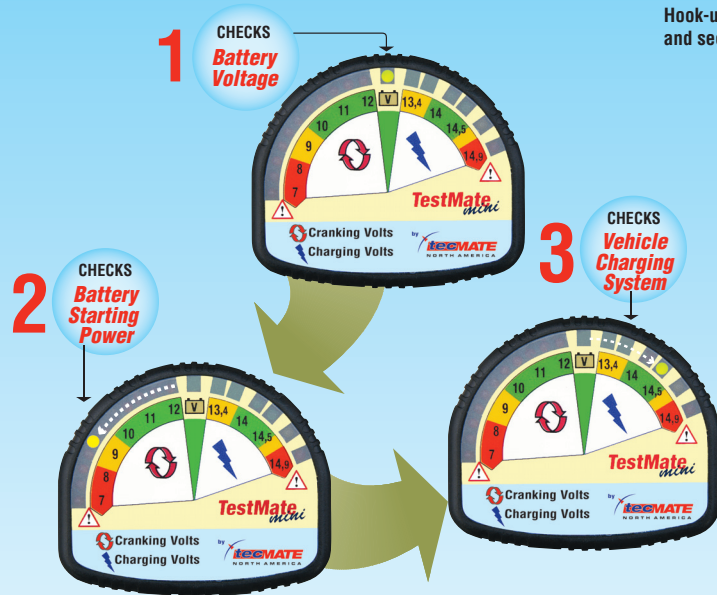 Hook-u
and see
1
CHECKS
Battery
Voltage
7 8 9 10 11 12 V 13,4 14 14,5 14,9
!
!
TestMate
mini
Cranking Volts
Charging Volts
by
tecMATE
NORTH AMERICA
2
CHECKS
Battery
Starting
Power
7 8 9 10 11 12 V 13,4 14 14,5 14,9
!
!
TestMate
mini
Cranking Volts
Charging Volts
by
tecMATE
NORTH AMERICA
3
CHECKS
Vehicle
Charging
System
7 8 9 10 11 12 V 13,4 14 14,5 14,9
!
!
TestMate
mini
Cranking Volts
Charging Volts
by
tecMATE
NORTH AMERICA